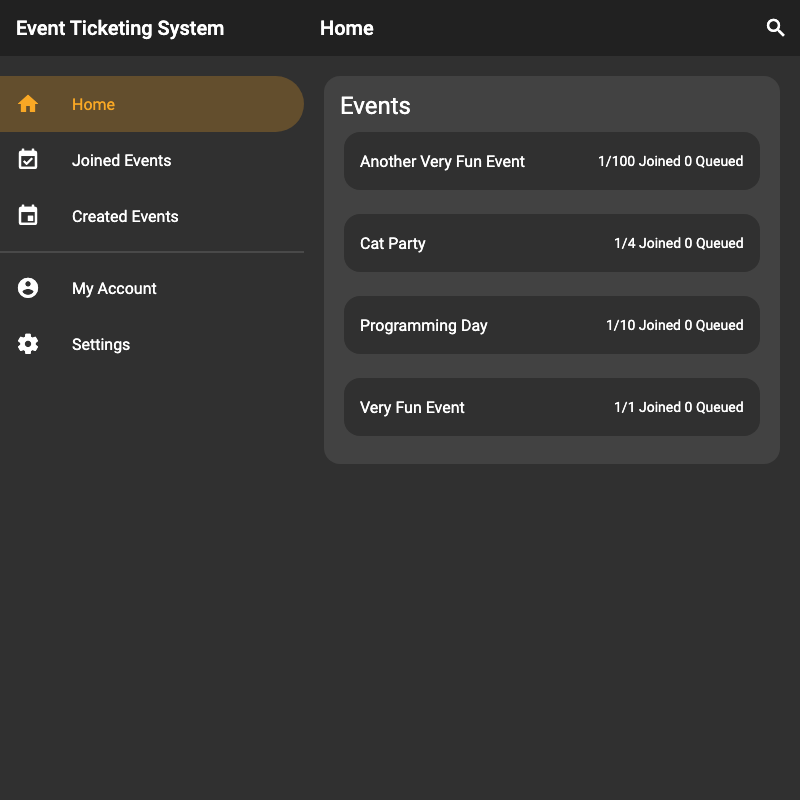 Event Ticketing System
Home
Home
Joined Events
Created Events
My Account
Settings
Events
Another Very Fun Event 1/100 Joined 0 Queued
Cat Party 1/4 Joined 0 Queued
Programming Day 1/10 Joined 0 Queued
Very Fun Event 1/1 Joined 0 Queued